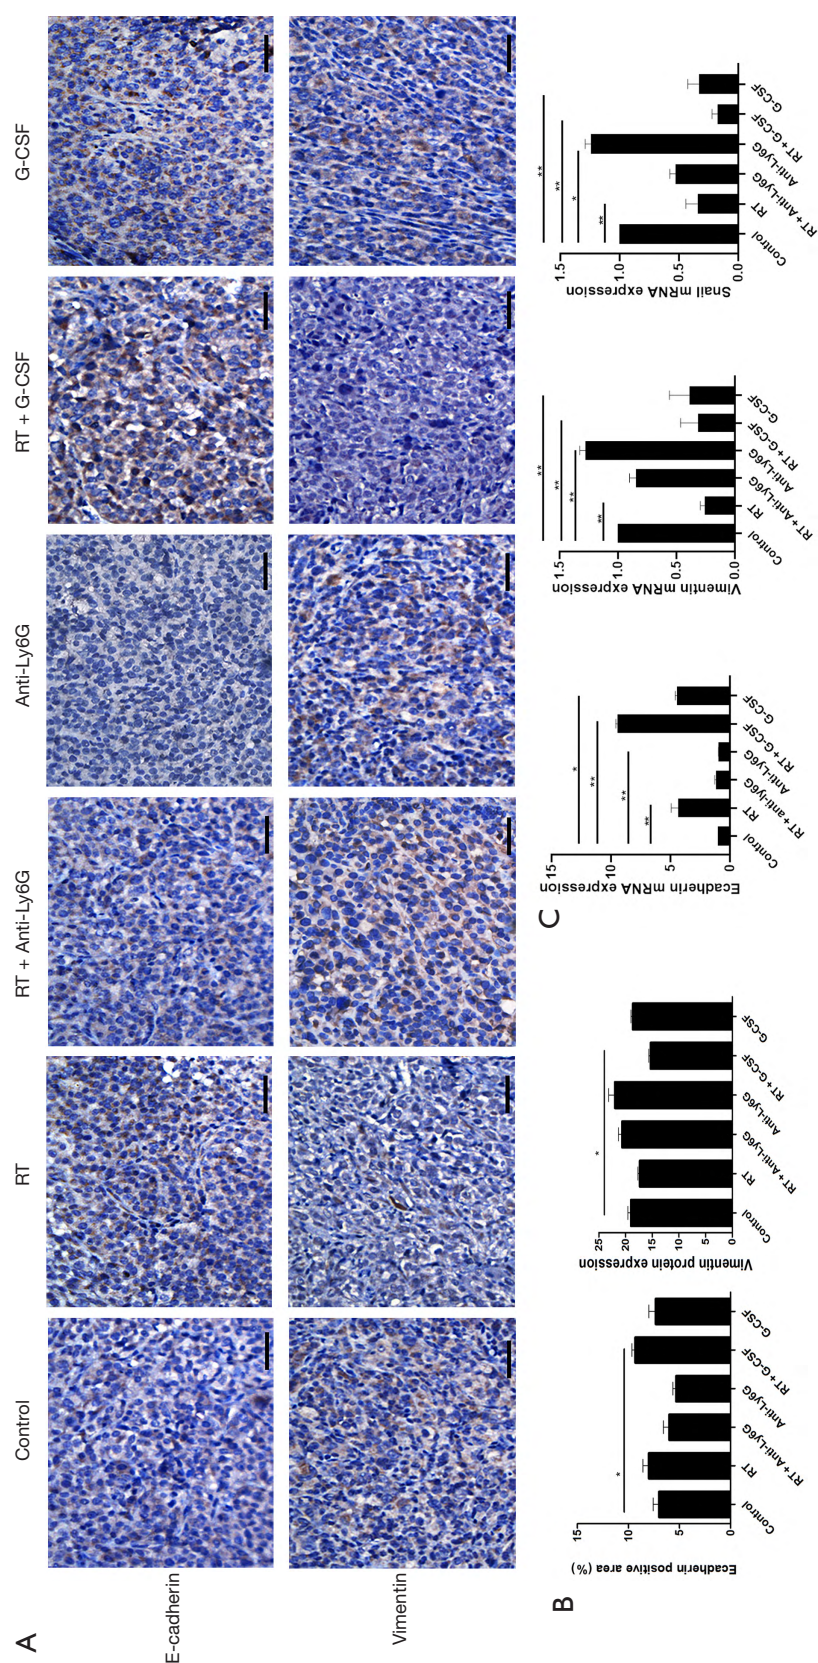 A
Control
RT
RT + Anti-Ly6G
Anti-Ly6G
RT + G-CSF
G-CSF
E-cadherin
Vimentin
B
Ecadherin positive area (%)
15
10
5
0
*
Control
RT
RT + Anti-Ly6G
Anti-Ly6G
RT + G-CSF
G-CSF
Vimentin protein expression
25
20
15
10
5
0
*
Control
RT
RT + Anti-Ly6G
Anti-Ly6G
RT + G-CSF
G-CSF
C
Ecadherin mRNA expression
15
10
5
0
*
**
**
**
Control
RT
RT + anti-Ly6G
Anti-Ly6G
RT + G-CSF
G-CSF
Vimentin mRNA expression
1.5
1.0
0.5
0.0
**
**
**
**
Control
RT
RT + Anti-Ly6G
Anti-Ly6G
RT + G-CSF
G-CSF
Snail mRNA expression
1.5
1.0
0.5
0.0
**
**
*
**
Control
RT
RT + Anti-Ly6G
Anti-Ly6G
RT + G-CSF
G-CSF